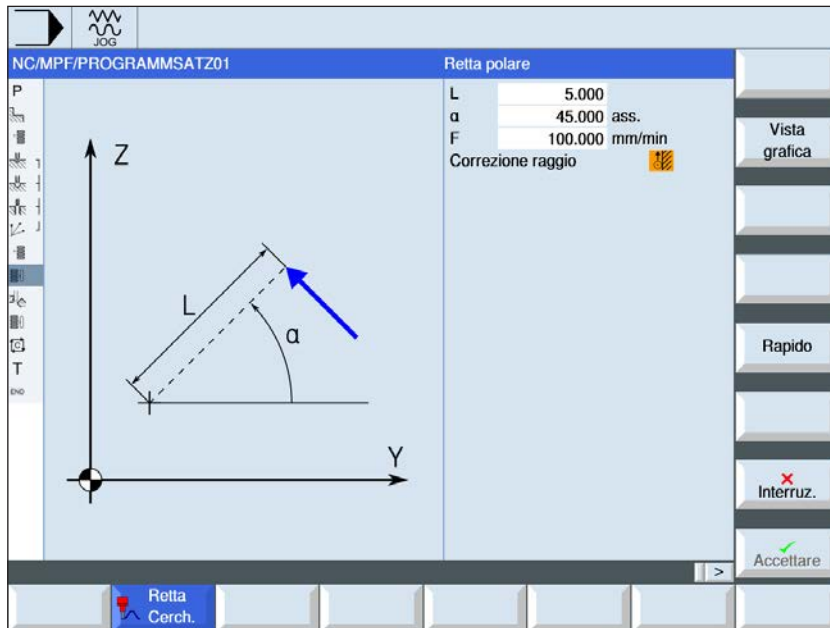 JOG
NC/MPF/PROGRAMMSATZ01
Retta polare
P
T
END
Z
L
α
Y
L 5.000
α 45.000 ass.
F 100.000 mm/min
Correzione raggio
Vista
grafica
Rapido
Interruz.
Accettare
>
Retta
Cerch.